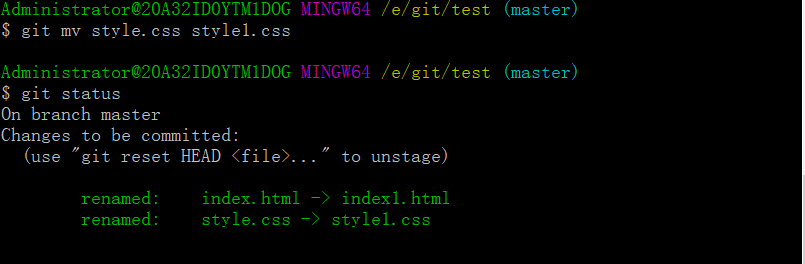 Administrator@20A32ID0YTM1DOG MINGW64 /e/git/test (master)
$ git mv style.css style1.css
Administrator@20A32ID0YTM1DOG MINGW64 /e/git/test (master)
$ git status
On branch master
Changes to be committed:
  (use "git reset HEAD <file>..." to unstage)
        renamed:    index.html -> index1.html
        renamed:    style.css -> style1.css